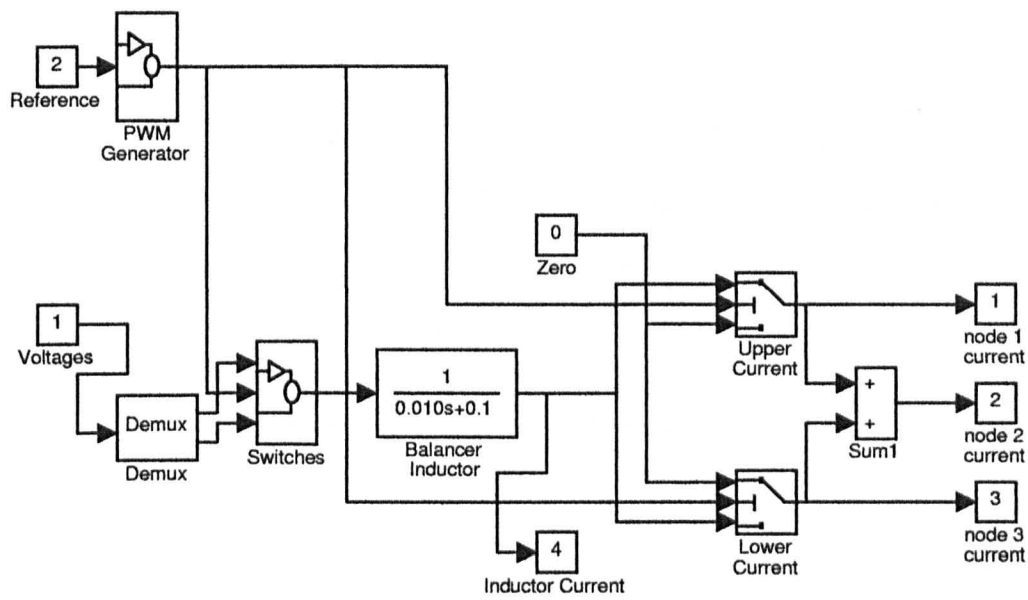 2
Reference
PWM
Generator
0
Zero
1
Voltages
Demux
Demux
Switches
1
0.010s+0.1
Balancer
Inductor
4
Inductor Current
Upper
Current
Lower
Current
+
+
Sum1
1
node 1
current
2
node 2
current
3
node 3
current